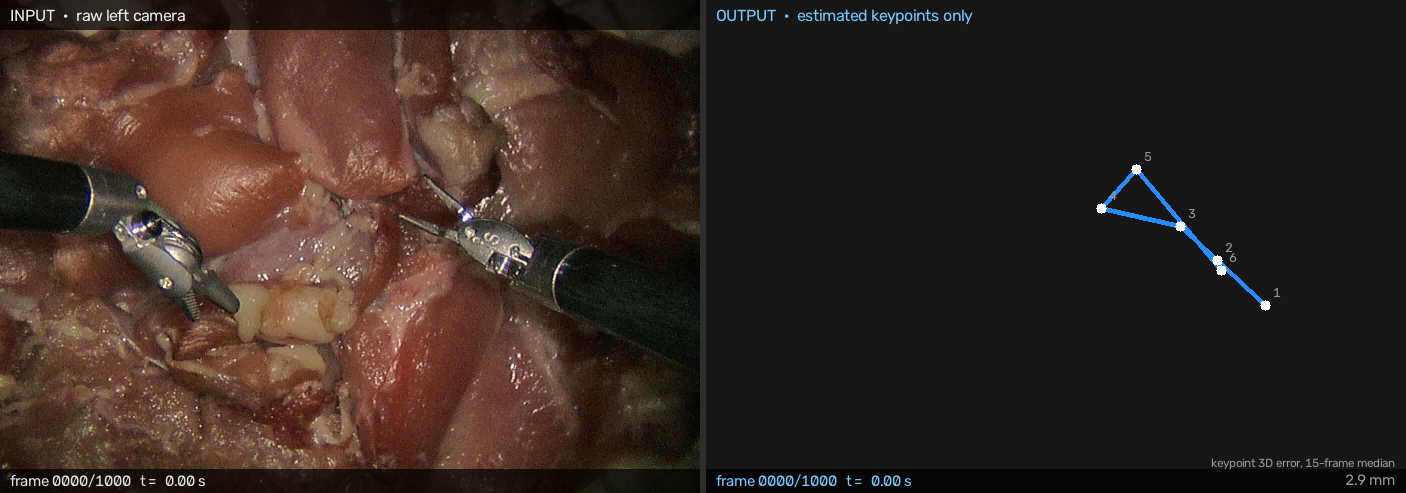 INPUT • raw left camera
OUTPUT • estimated keypoints only
5
4
3
2
6
1
keypoint 3D error, 15-frame median
2.9 mm
frame 0000/1000 t= 0.00 s
frame 0000/1000 t= 0.00 s